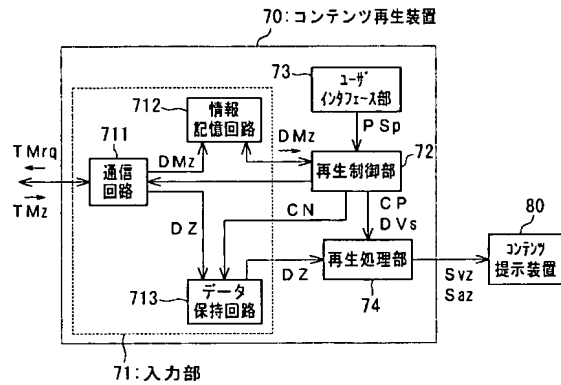 70:コンテンツ再生装置
73
ユーザ
インタフェース部
712
情報
記憶回路
PSp
DMz
72
711
TMrq
通信
回路
DMz
再生制御部
TMz
CN
CP
DVs
80
DZ
コンテンツ
提示装置
再生処理部
DZ
Svz
Saz
713
データ
保持回路
74
71:入力部